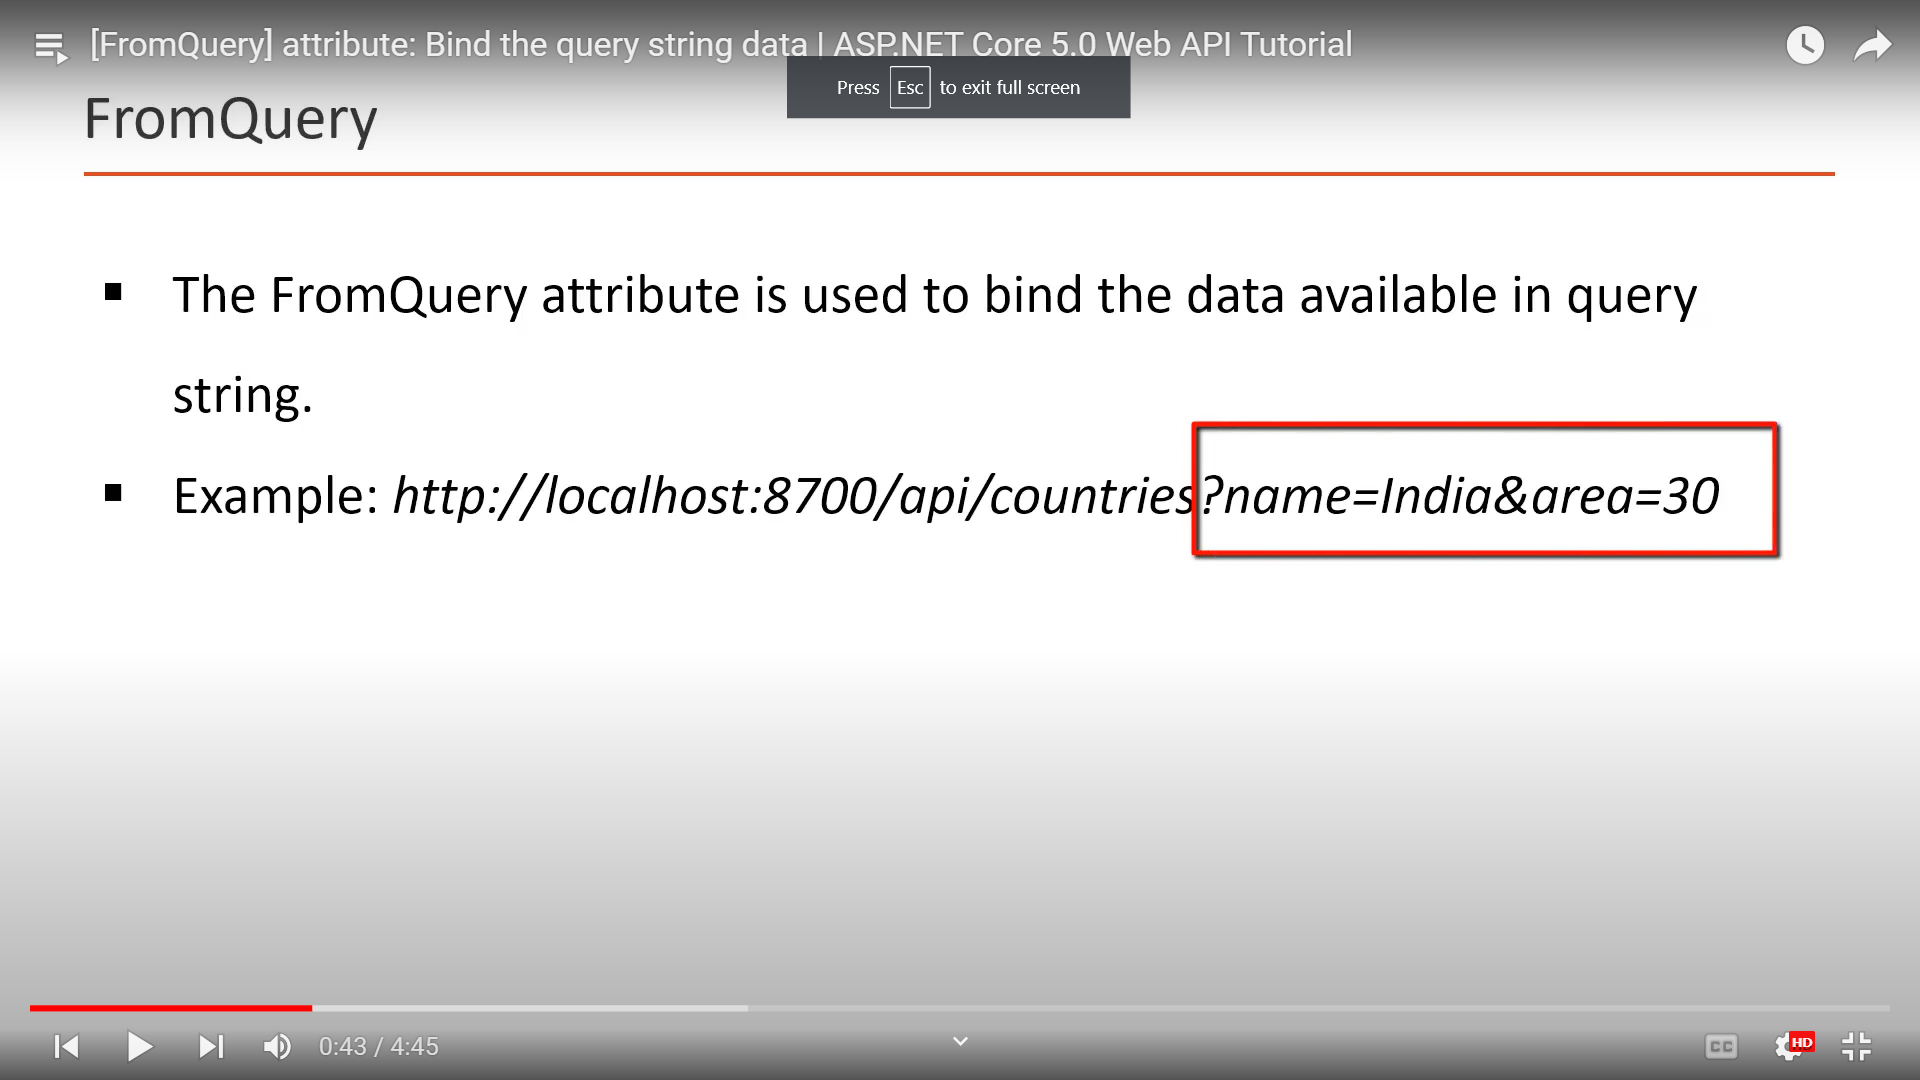 [FromQuery] attribute: Bind the query string data | ASP.NET Core 5.0 Web API Tutorial
Press Esc to exit full screen
FromQuery
The FromQuery attribute is used to bind the data available in query
string.
Example: http://localhost:8700/api/countries?name=India&area=30
0:43 / 4:45
CC
HD